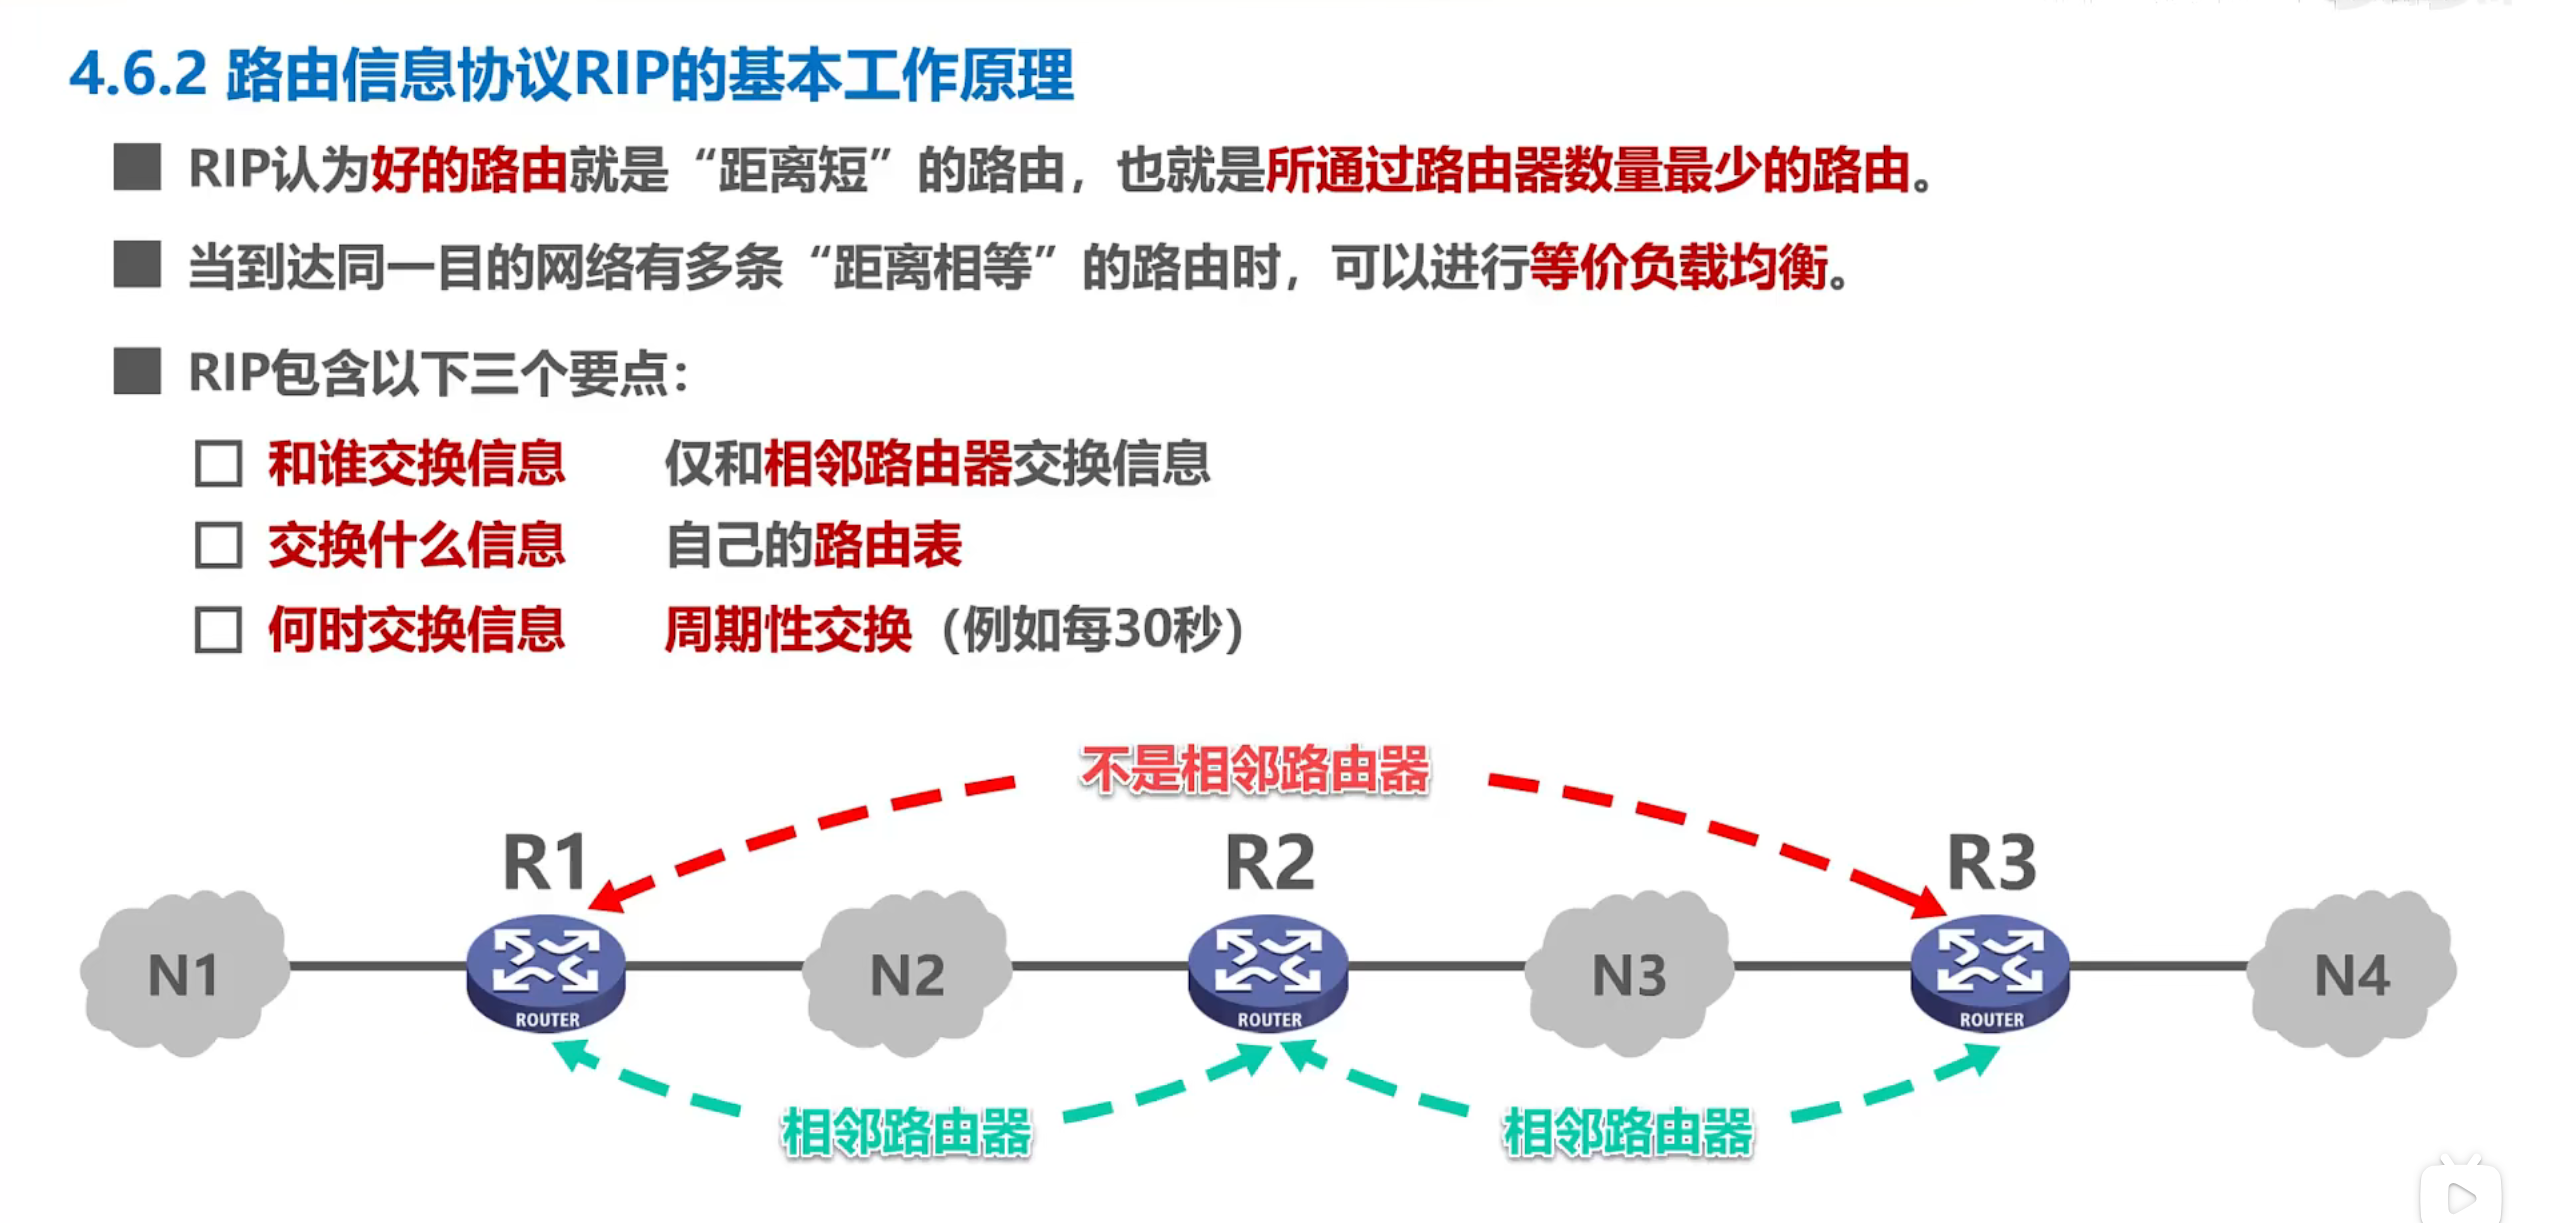 4.6.2 路由信息协议RIP的基本工作原理
RIP认为好的路由就是“距离短”的路由，也就是所通过路由器数量最少的路由。
当到达同一目的网络有多条“距离相等”的路由时，可以进行等价负载均衡。
RIP包含以下三个要点：
和谁交换信息 仅和相邻路由器交换信息
交换什么信息 自己的路由表
何时交换信息 周期性交换（例如每30秒）
不是相邻路由器
R1 R2 R3
N1 N2 N3 N4
ROUTER ROUTER ROUTER
相邻路由器 相邻路由器